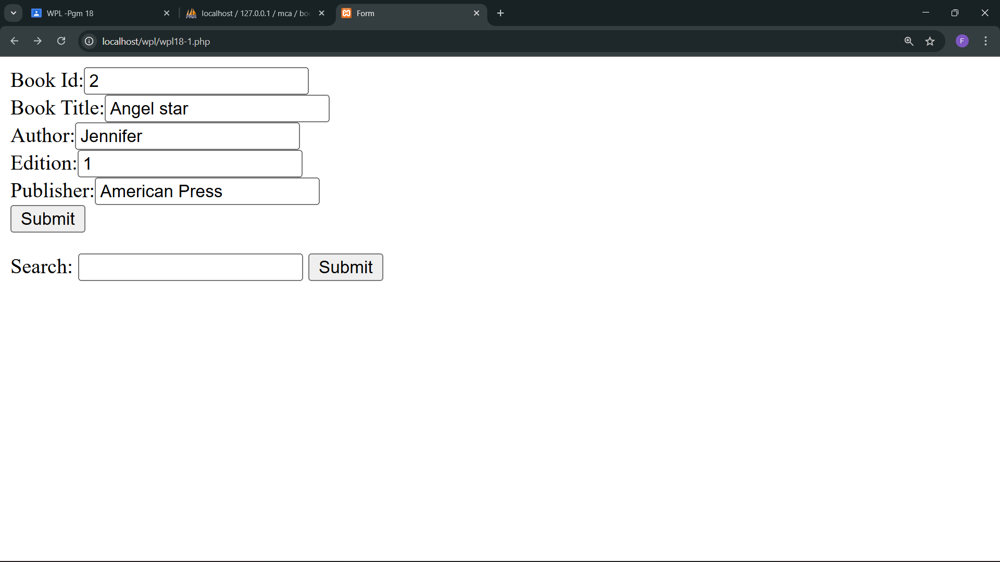 WPL -Pgm 18
localhost / 127.0.0.1 / mca / bo
Form
localhost/wpl/wpl18-1.php
F
Book Id: 2
Book Title: Angel star
Author: Jennifer
Edition: 1
Publisher: American Press
Submit
Search: Submit